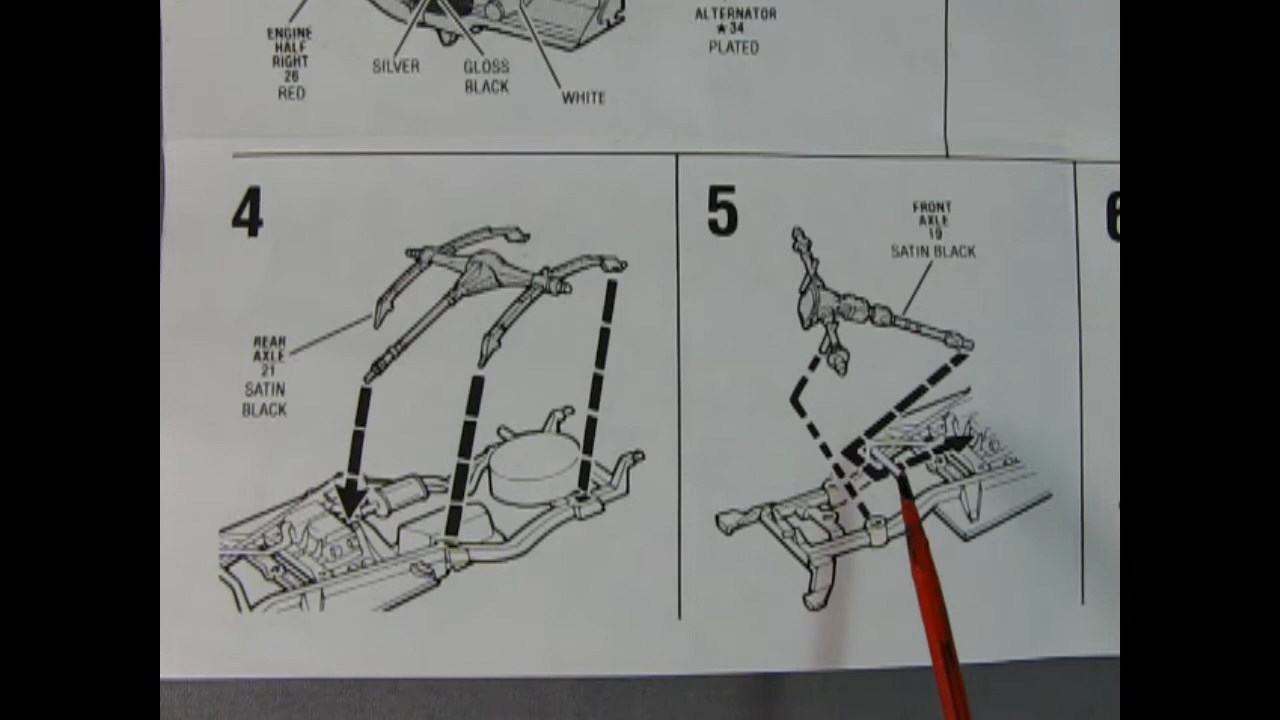 ENGINE
HALF
RIGHT
26
RED
SILVER
GLOSS
BLACK
WHITE
ALTERNATOR
★34
PLATED
4
REAR
AXLE
21
SATIN
BLACK
5
FRONT
AXLE
19
SATIN BLACK
6